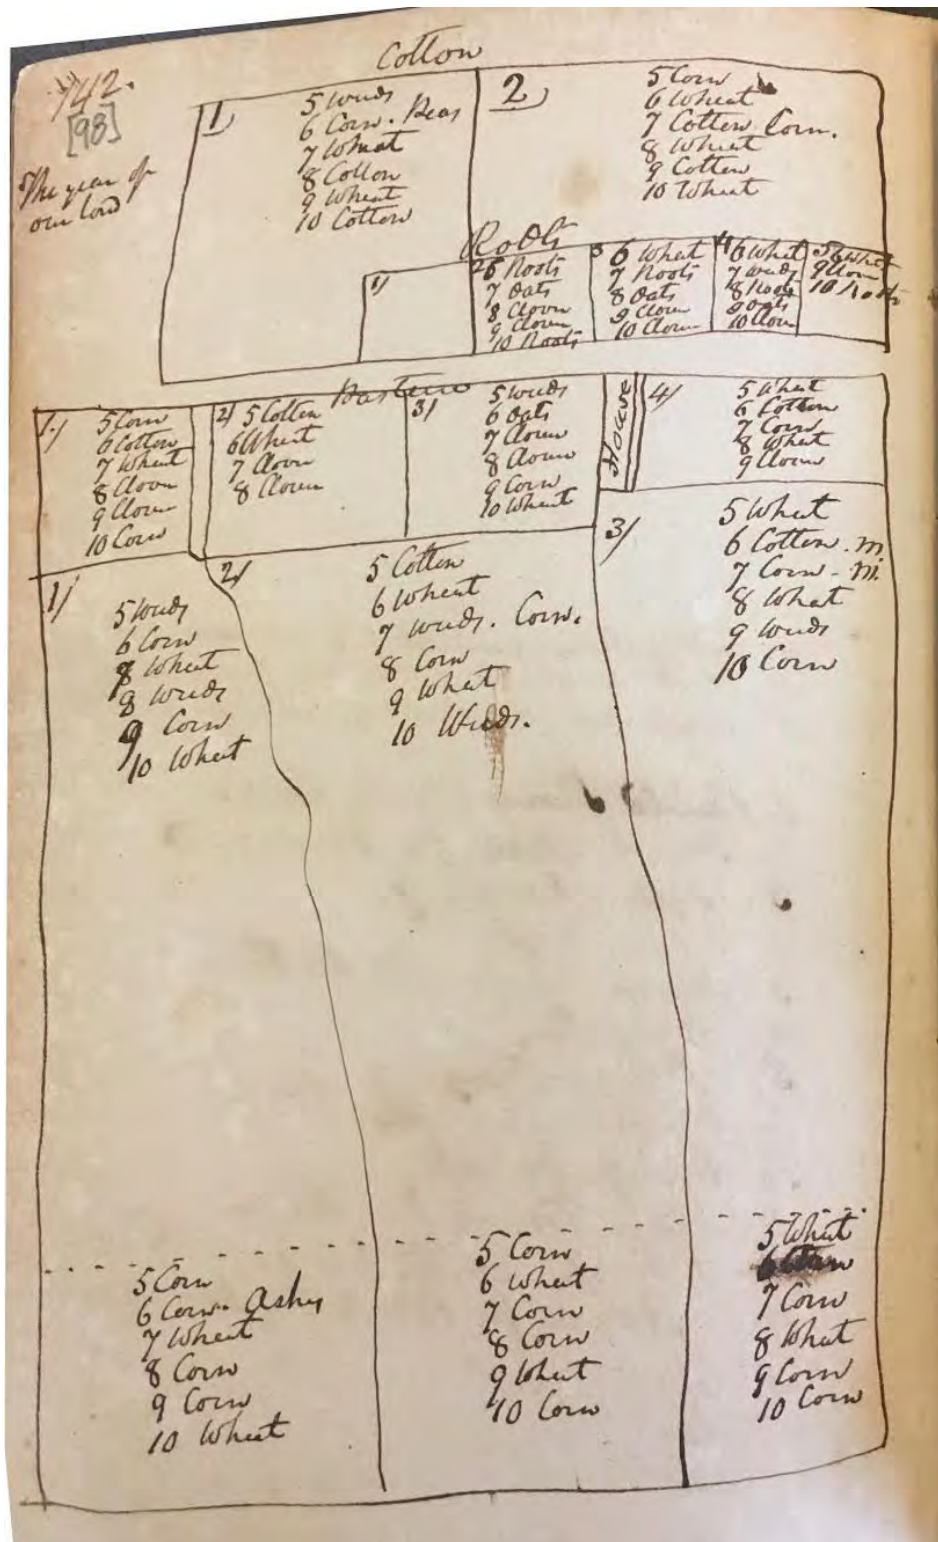 Cotton
142.
[98]
The year of
our lord
1
5 weeds
6 Corn. Peas
7 Wheat
8 Cotton
9 Wheat
10 Cotton
2
5 Corn
6 Wheat
7 Cotton Corn.
8 Wheat
9 Cotton
10 Wheat
Roots
1/
2
6 Roots
7 Oats
8 Clover
9 Clover
10 Roots
3
6 Wheat
7 Roots
8 Oats
9 Clover
10 Clover
4
6 Wheat
7 weeds
8 Roots
9 oats
10 Clover
5
6 Wheat
9 Corn
10 Roots
Pasture
1/
5 Corn
6 Cotton
7 Wheat
8 Clover
9 Clover
10 Corn
2/
5 Cotton
6 Wheat
7 Clover
8 Clover
3/
5 weeds
6 Oats
7 Clover
8 Clover
9 Corn
10 Wheat
House
4/
5 Wheat
6 Cotton
7 Corn
8 Wheat
9 Clover
1/
5 weeds
6 Corn
8 Wheat
9 weeds
9 Corn
10 Wheat
2/
5 Cotton
6 Wheat
7 weeds. Corn.
8 Corn
9 Wheat
10 Weeds.
3/
5 Wheat
6 Cotton. m
7 Corn - m.
8 Wheat
9 weeds
10 Corn
5 Corn
6 Corn. Ashes
7 Wheat
8 Corn
9 Corn
10 Wheat
5 Corn
6 Wheat
7 Corn
8 Corn
9 Wheat
10 Corn
5 Wheat
6
7 Corn
8 Wheat
9 Corn
10 Corn